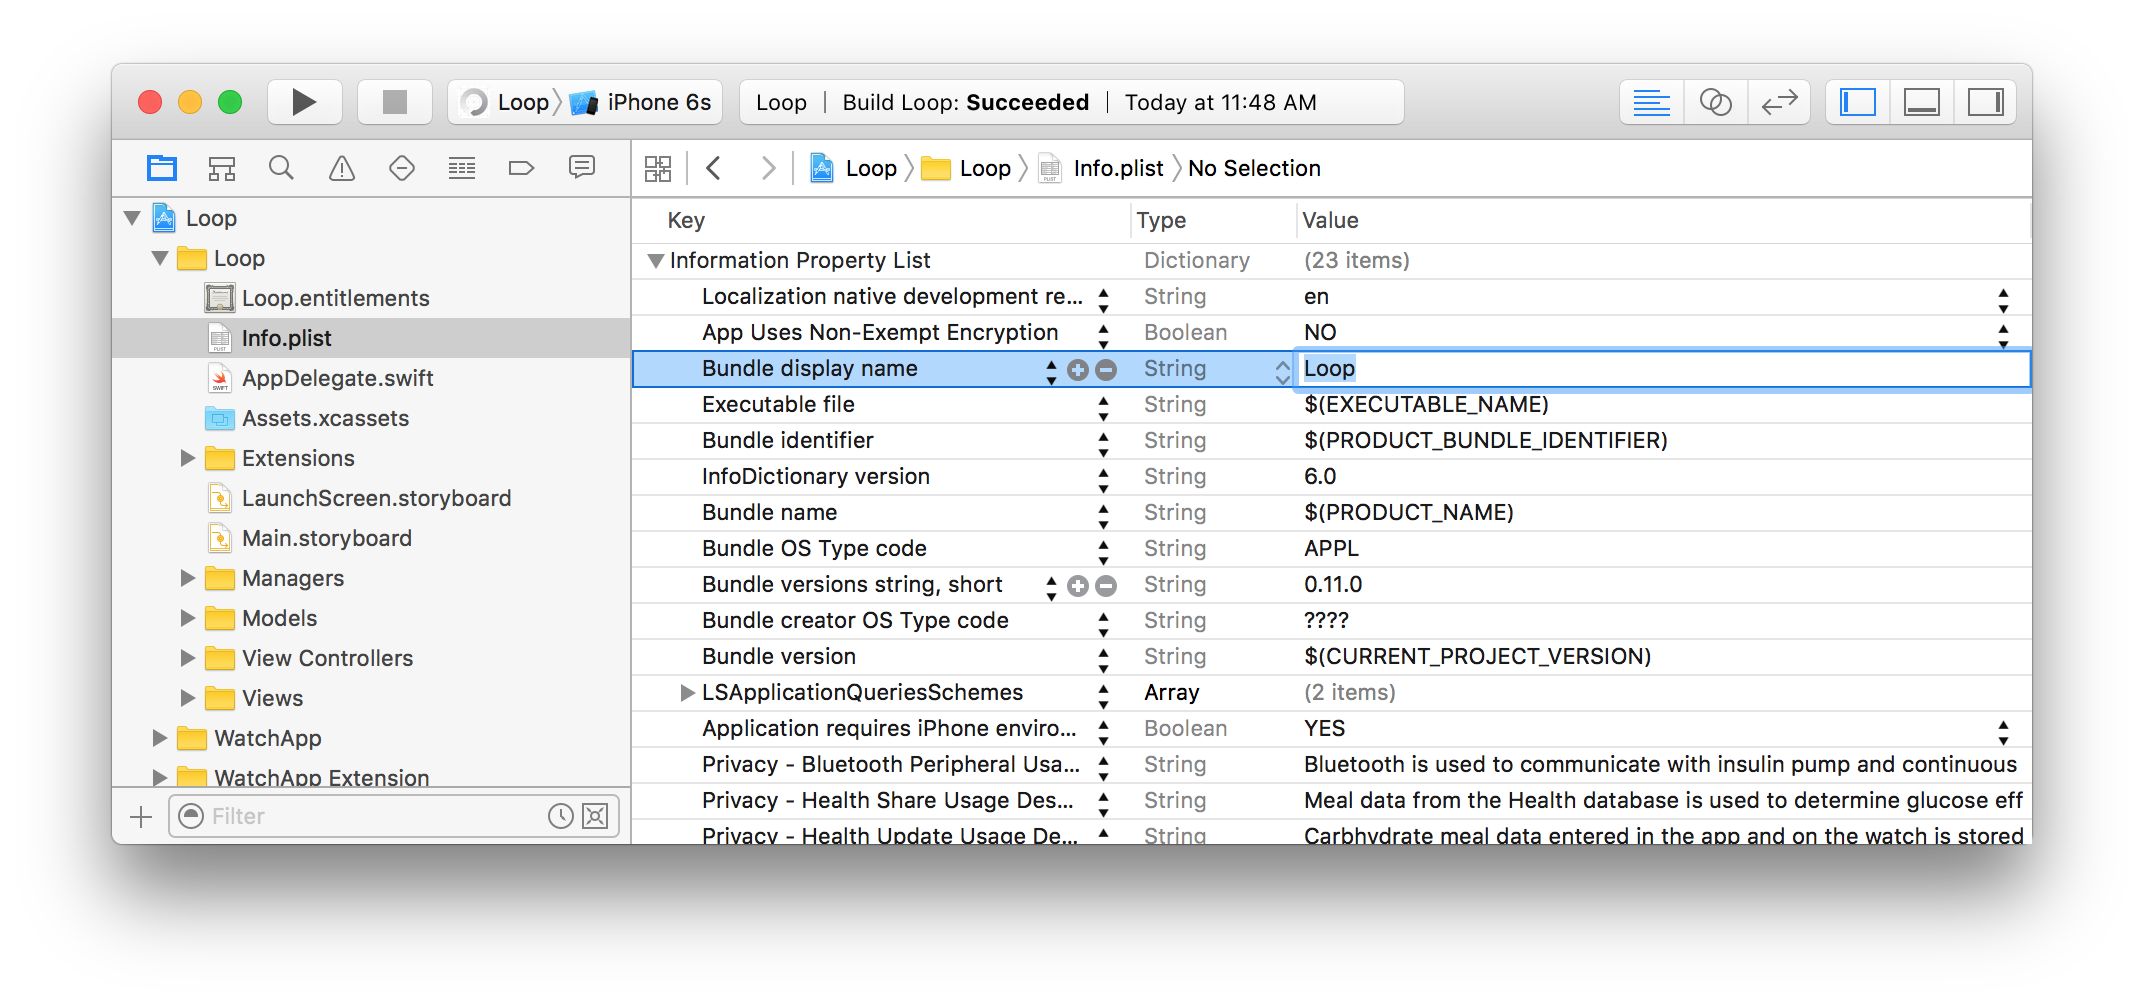 Loop iPhone 6s Loop Build Loop: Succeeded Today at 11:48 AM
Loop Loop Info.plist No Selection
Loop
Loop
Loop.entitlements
Info.plist
AppDelegate.swift
Assets.xcassets
Extensions
LaunchScreen.storyboard
Main.storyboard
Managers
Models
View Controllers
Views
WatchApp
WatchApp Extension
Filter
Key Type Value
Information Property List Dictionary (23 items)
Localization native development re... String en
App Uses Non-Exempt Encryption Boolean NO
Bundle display name String Loop
Executable file String $(EXECUTABLE_NAME)
Bundle identifier String $(PRODUCT_BUNDLE_IDENTIFIER)
InfoDictionary version String 6.0
Bundle name String $(PRODUCT_NAME)
Bundle OS Type code String APPL
Bundle versions string, short String 0.11.0
Bundle creator OS Type code String ????
Bundle version String $(CURRENT_PROJECT_VERSION)
LSApplicationQueriesSchemes Array (2 items)
Application requires iPhone enviro... Boolean YES
Privacy - Bluetooth Peripheral Usa... String Bluetooth is used to communicate with insulin pump and continuous
Privacy - Health Share Usage Des... String Meal data from the Health database is used to determine glucose eff
Privacy - Health Update Usage De... String Carbhydrate meal data entered in the app and on the watch is stored